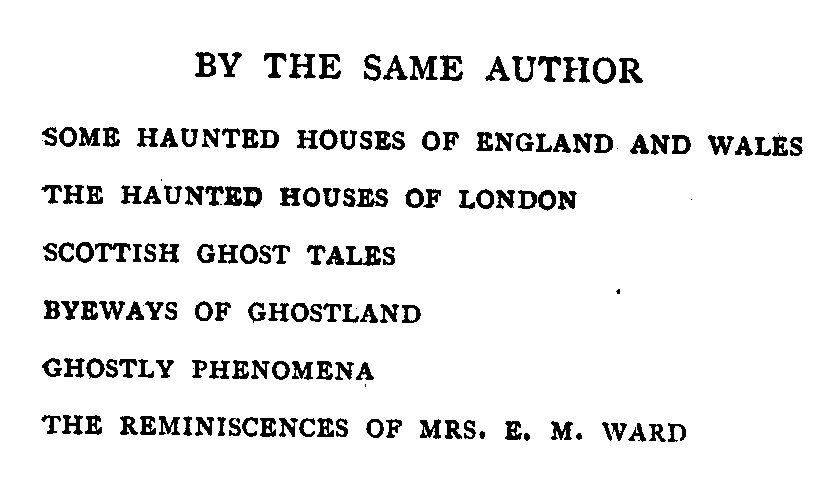 BY THE SAME AUTHOR
SOME HAUNTED HOUSES OF ENGLAND AND WALES
THE HAUNTED HOUSES OF LONDON
SCOTTISH GHOST TALES
BYEWAYS OF GHOSTLAND
GHOSTLY PHENOMENA
THE REMINISCENCES OF MRS. E. M. WARD